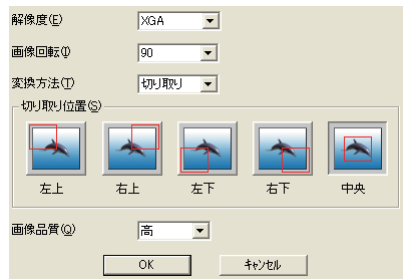 解像度(E) XGA
画像回転(I) 90
変換方法(T) 切り取り
切り取り位置(S)
左上 右上 左下 右下 中央
画像品質(Q) 高
OK キャンセル